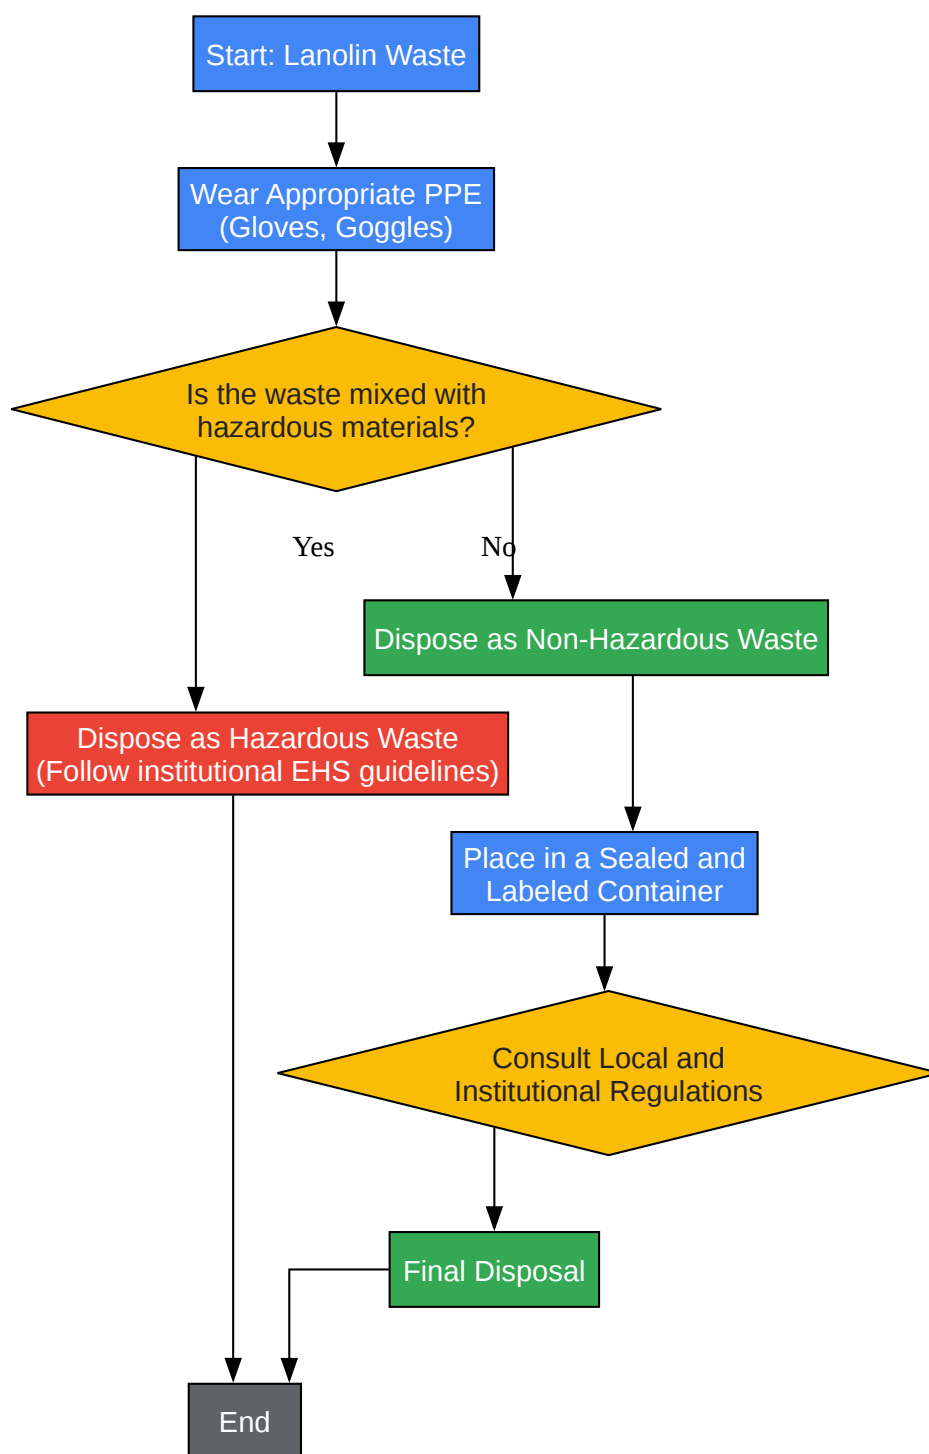 Start: Lanolin Waste
Wear Appropriate PPE
(Gloves, Goggles)
Is the waste mixed with
hazardous materials?
Yes
No
Dispose as Non-Hazardous Waste
Dispose as Hazardous Waste
(Follow institutional EHS guidelines)
Place in a Sealed and
Labeled Container
Consult Local and
Institutional Regulations
Final Disposal
End